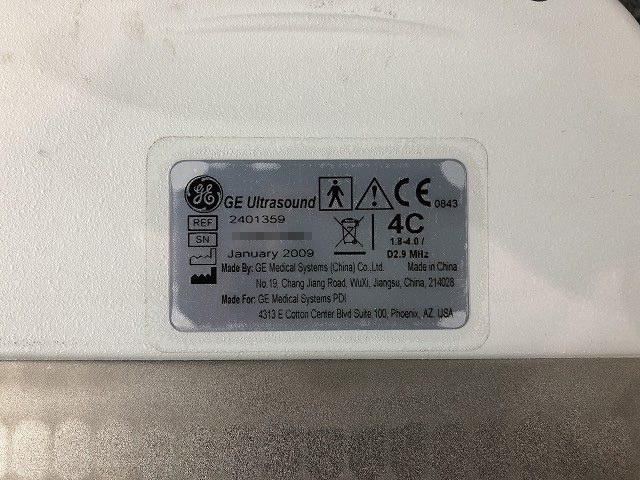 GE GE Ultrasound
CE 0843
REF 2401359
SN
4C
1.8-4.0 /
D2.9 MHz
January 2009
Made By: GE Medical Systems (China) Co., Ltd. Made in China
No.19, Chang Jiang Road, WuXi, Jiangsu, China, 214028
Made For: GE Medical Systems PDI
4313 E Cotton Center Blvd Suite 100, Phoenix, AZ. USA